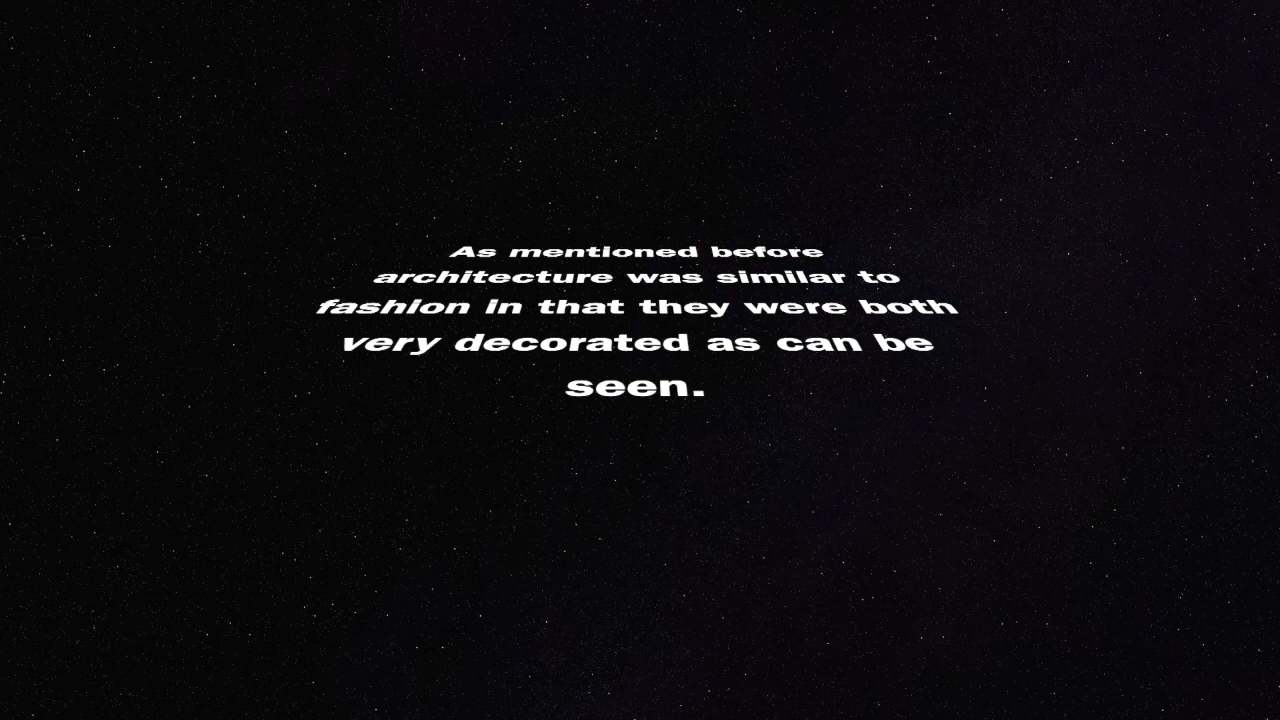 As mentioned before
architecture was similar to
fashion in that they were both
very decorated as can be
seen.